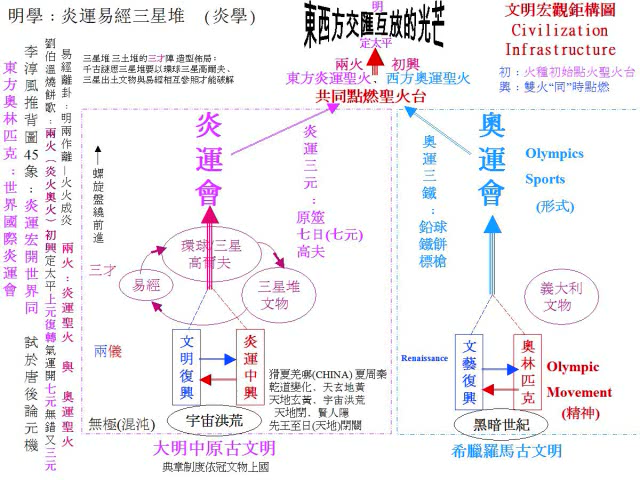 明學：炎運易經三星堆 (炎學)
明
東西方交匯互放的光芒
定太平
兩火 初興
東方炎運聖火、西方奧運聖火
共同點燃聖火台
文明宏觀鉅構圖
Civilization
Infrastructure
初：火種初始點火聖火台
興：雙火“同”時點燃
三星堆三土堆的三才陣造型佈局：
千古謎思三星堆要以環球三星高爾夫、
三星出土文物與易經相互參照才能破解
易經離卦：明兩作離—火火成炎 兩火：炎運聖火 與 奧運聖火
劉伯溫燒餅歌：兩火（炎火奧火）初興定太平上元復轉氣運開七元無錯又三元
李淳風推背圖45象：炎運宏開世界同 試於唐後論元機
東方奧林匹克：世界國際炎運會
螺旋盤繞前進
炎運會
炎運三元：原筵
七日(七元)
高夫
奧運會
奧運三鐵：鉛球
鐵餅
標槍
Olympics
Sports
(形式)
環球三星
高爾夫
三才
易經
三星堆
文物
義大利
文物
兩儀
文明復興
炎運中興
Renaissance
文藝復興
奧林匹克
Olympic
Movement
(精神)
猾夏羌嘟(CHINA) 夏周秦
乾道變化、天玄地黃
天地玄黃、宇宙洪荒
天地閉、賢人隱
先王至日(天地)閉關
無極(混沌)
宇宙洪荒
黑暗世紀
大明中原古文明
典章制度依冠文物上國
希臘羅馬古文明